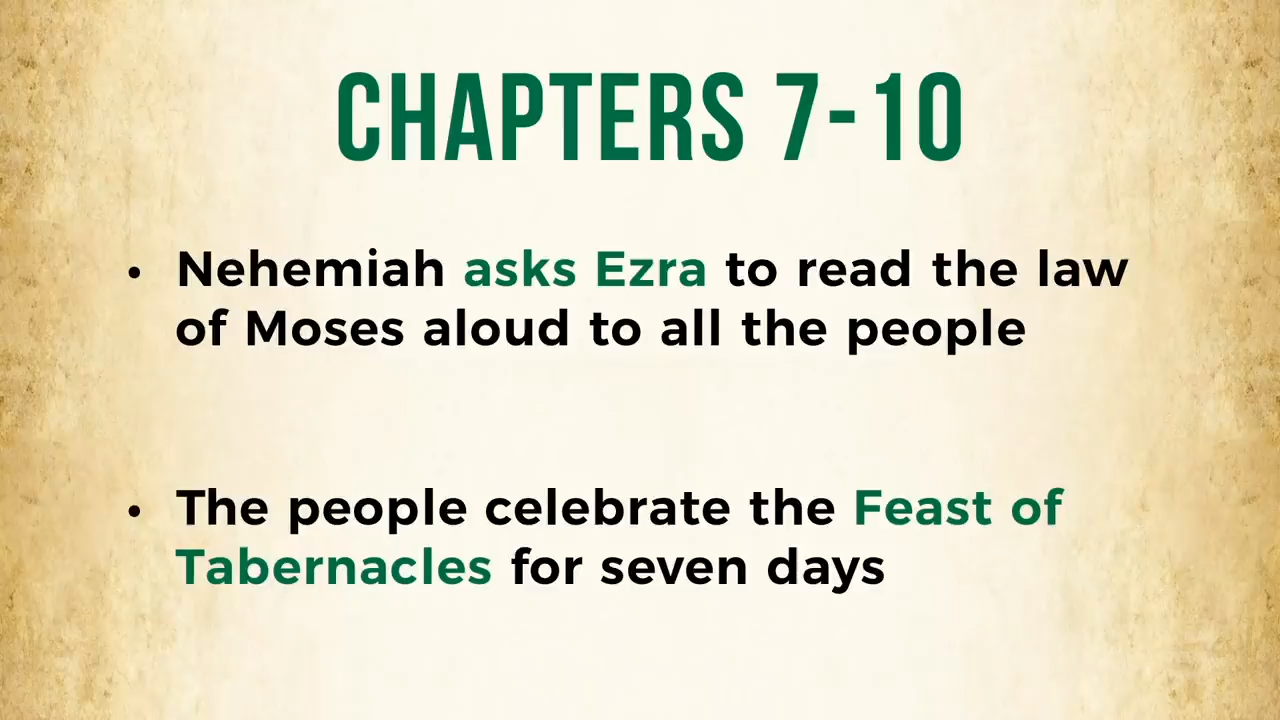 CHAPTERS 7-10
• Nehemiah asks Ezra to read the law
of Moses aloud to all the people
• The people celebrate the Feast of
Tabernacles for seven days